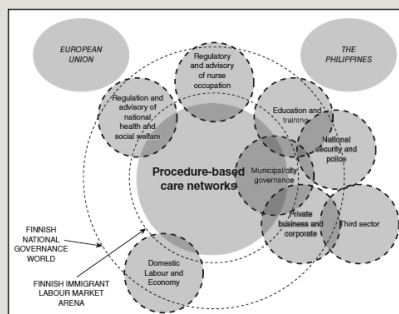 EUROPEAN
UNION
Regulatory
and advisory
of nurse
occupation
THE
PHILIPPINES
Regulation and
advisory
of national,
health and
social welfare
Education and
training
National
security and
police
Procedure-based
care networks
Municipal/city
governance
Private
business and
corporate
Third sector
FINNISH
NATIONAL
GOVERNANCE
WORLD
Domestic
Labour and
Economy
FINNISH IMMIGRANT
LABOUR MARKET
ARENA